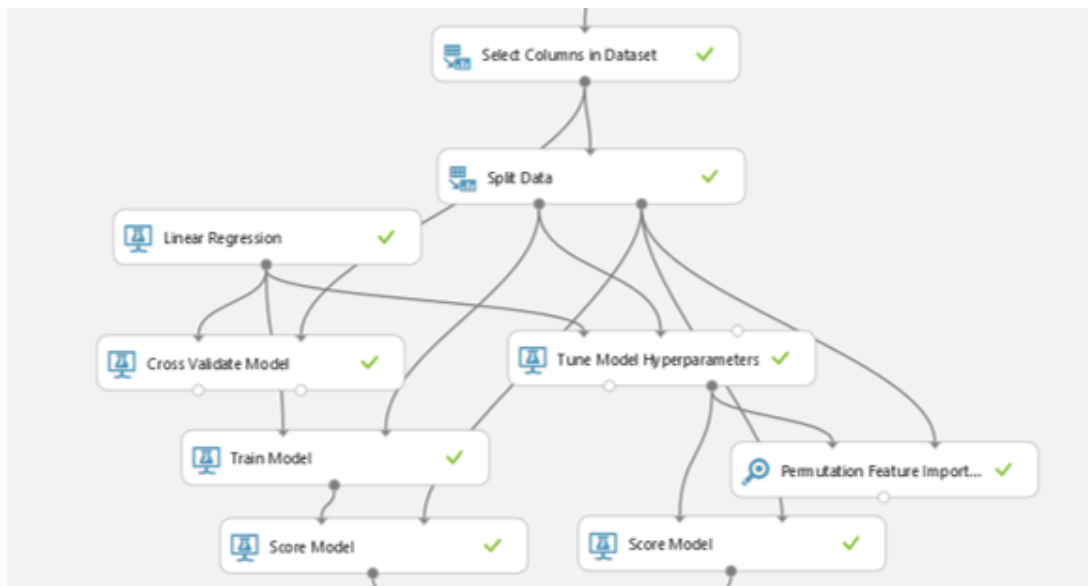 Select Columns in Dataset
Split Data
Linear Regression
Cross Validate Model
Tune Model Hyperparameters
Train Model
Permutation Feature Import...
Score Model
Score Model